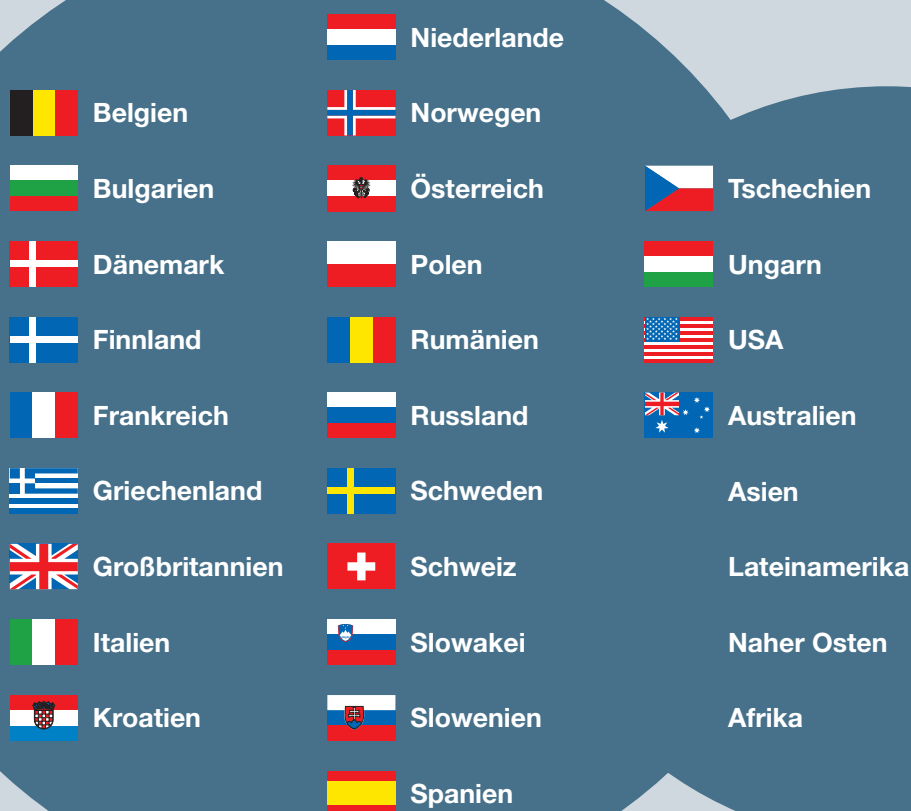 Belgien
Bulgarien
Dänemark
Finnland
Frankreich
Griechenland
Großbritannien
Italien
Kroatien
Niederlande
Norwegen
Österreich
Polen
Rumänien
Russland
Schweden
Schweiz
Slowakei
Slowenien
Spanien
Tschechien
Ungarn
USA
Australien
Asien
Lateinamerika
Naher Osten
Afrika